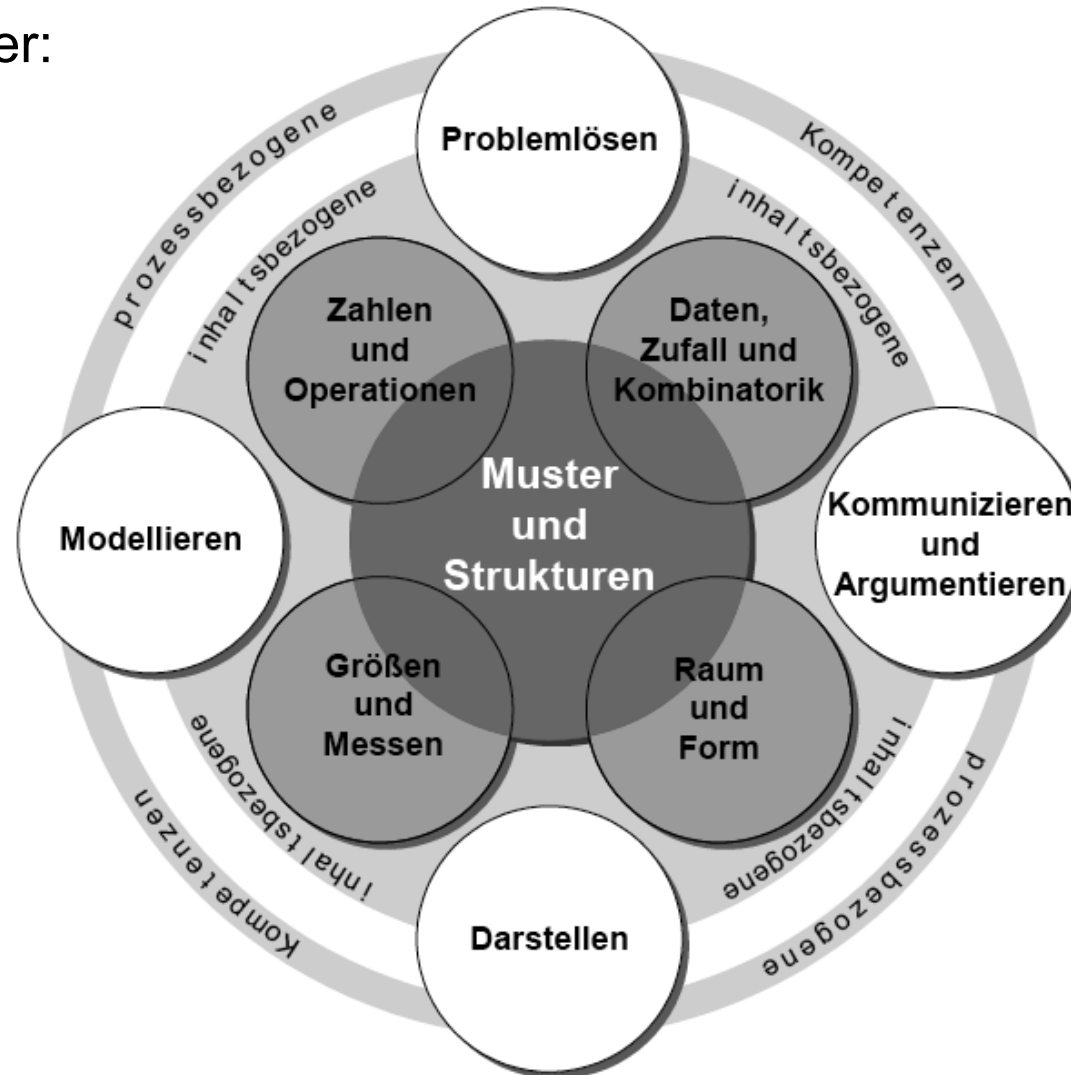 er:
Problemlösen
prozessbezogene
Kompetenzen
inhaltsbezogene
inhaltsbezogene
Zahlen
und
Operationen
Daten,
Zufall und
Kombinatorik
Muster
und
Strukturen
Modellieren
Kommunizieren
und
Argumentieren
Größen
und
Messen
Raum
und
Form
inhaltsbezogene
inhaltsbezogene
Kompetenzen
prozessbezogene
Darstellen